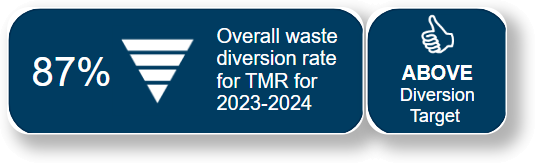 87%
Overall waste
diversion rate
for TMR for
2023-2024
ABOVE
Diversion
Target